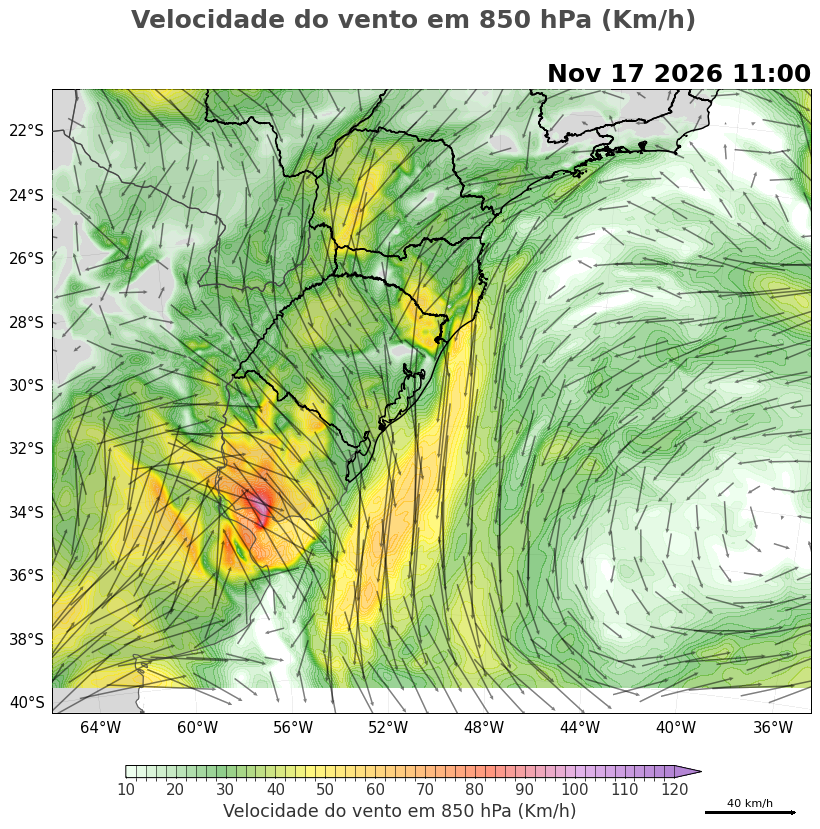 Velocidade do vento em 850 hPa (Km/h)
Nov 17 2026 11:00
22°S
24°S
26°S
28°S
30°S
32°S
34°S
36°S
38°S
40°S
64°W 60°W 56°W 52°W 48°W 44°W 40°W 36°W
10 20 30 40 50 60 70 80 90 100 110 120
Velocidade do vento em 850 hPa (Km/h)
40 km/h